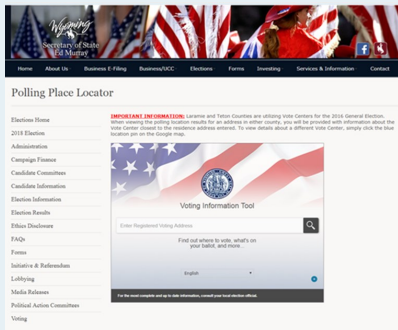 Wyoming
Secretary of State
Ed Murray
Home About Us Business E-Filing Business/UCC Elections Forms Investing Services & Information Contact
Polling Place Locator
Elections Home
2018 Election
Administration
Campaign Finance
Candidate Committees
Candidate Information
Election Information
Election Results
Ethics Disclosure
FAQs
Forms
Initiative & Referendum
Lobbying
Media Releases
Political Action Committees
Voting
IMPORTANT INFORMATION: Laramie and Teton Counties are utilizing Vote Centers for the 2016 General Election.
When viewing the polling location results for an address in either county, you will be provided with information about the
Vote Center closest to the residence address entered. To view details about a different Vote Center, simply click the blue
location pin on the Google map.
Voting Information Tool
Enter Registered Voting Address
Find out where to vote, what's on
your ballot, and more...
English
For the most complete and up to date information, consult your local election official.